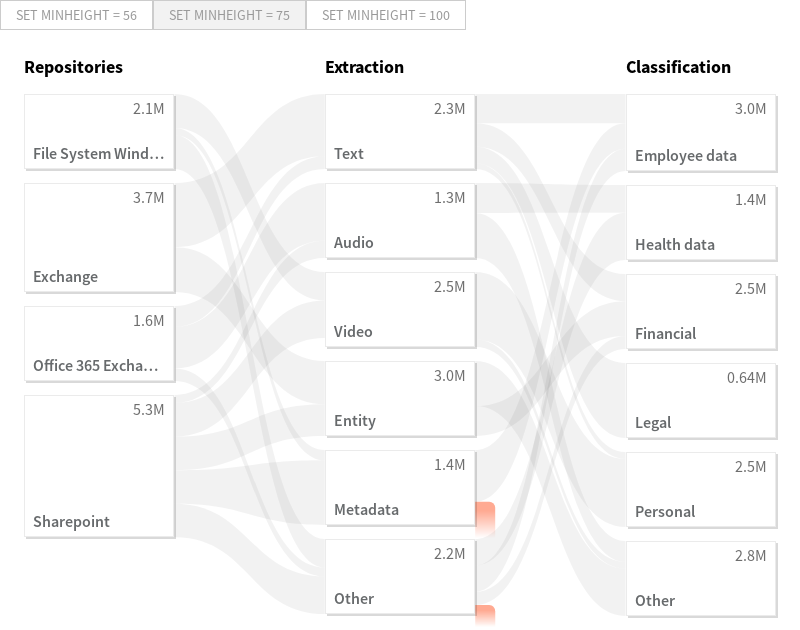 SET MINHEIGHT = 56 SET MINHEIGHT = 75 SET MINHEIGHT = 100
Repositories Extraction Classification
2.1M
File System Wind...
3.7M
Exchange
1.6M
Office 365 Excha...
5.3M
Sharepoint
2.3M
Text
1.3M
Audio
2.5M
Video
3.0M
Entity
1.4M
Metadata
2.2M
Other
3.0M
Employee data
1.4M
Health data
2.5M
Financial
0.64M
Legal
2.5M
Personal
2.8M
Other